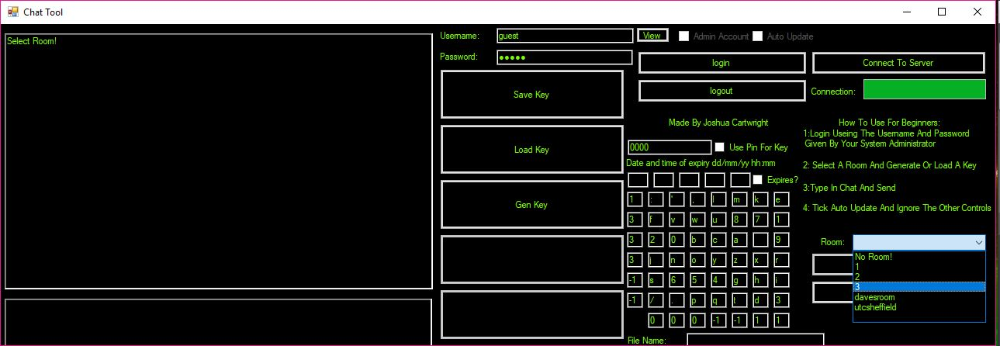 Chat Tool
Select Room!
Username:
guest
View
Admin Account
Auto Update
Password:
●●●●●
login
Connect To Server
logout
Connection:
Save Key
Load Key
Gen Key
Made By Joshua Cartwright
How To Use For Beginners:
1:Login Useing The Username And Password
Given By Your System Administrator
2: Select A Room And Generate Or Load A Key
3:Type In Chat And Send
4: Tick Auto Update And Ignore The Other Controls
0000
Use Pin For Key
Date and time of expiry dd/mm/yy hh:mm
Expires?
1 : ' , l m k e
3 f v w u 8 7 1
3 2 0 b c a 9
3 j n o y z x r
-1 s 6 5 4 g h i
-1 / . p q t d 3
0 0 0 -1 -1 1 1
Room:
No Room!
1
2
3
davesroom
utcsheffield
File Name: